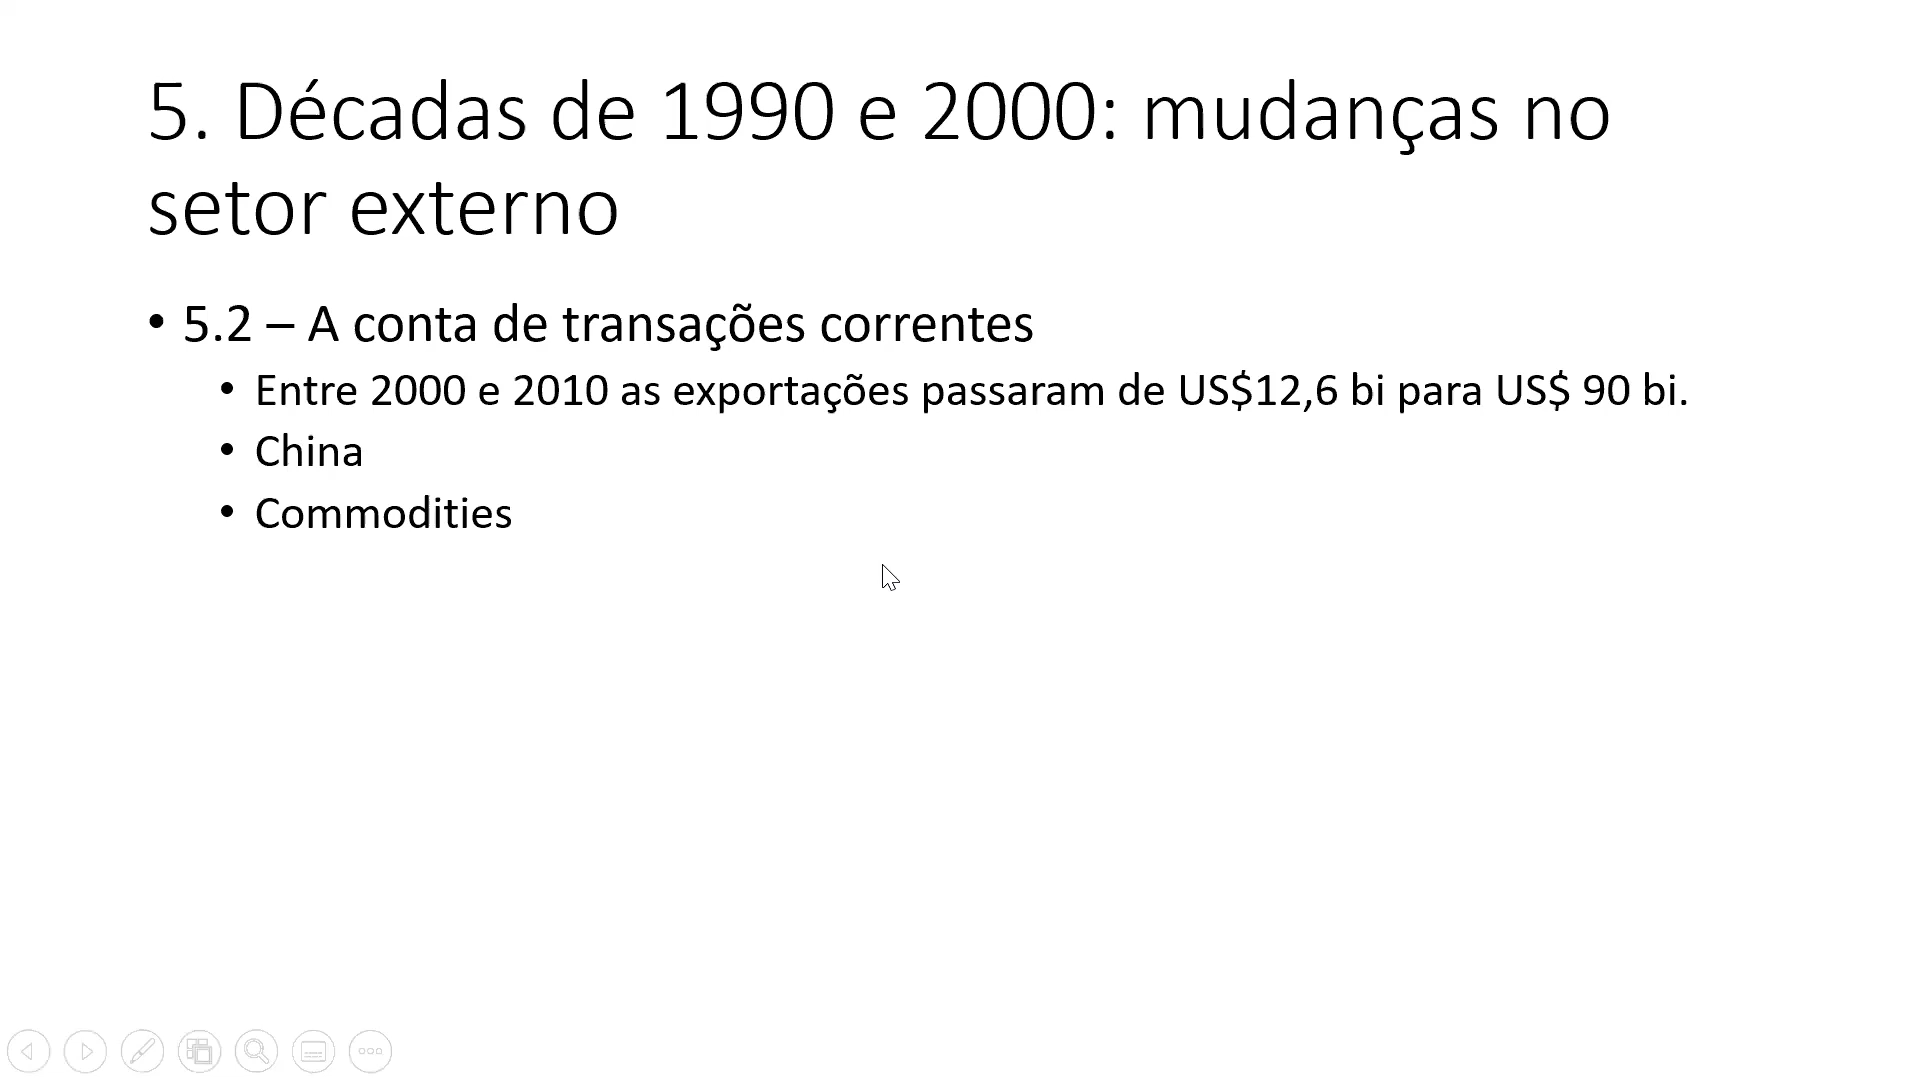 5. Décadas de 1990 e 2000: mudanças no
setor externo
• 5.2 – A conta de transações correntes
• Entre 2000 e 2010 as exportações passaram de US$12,6 bi para US$ 90 bi.
• China
• Commodities